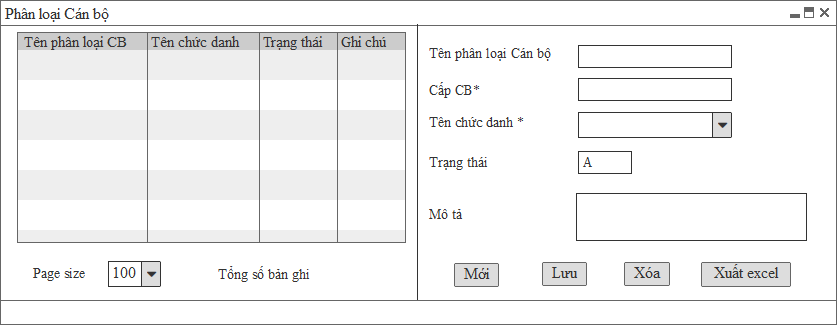 Phân loại Cán bộ
Tên phân loại CB Tên chức danh Trạng thái Ghi chú
Tên phân loại Cán bộ
Cấp CB*
Tên chức danh *
Trạng thái A
Mô tả
Page size 100 Tổng số bản ghi
Mới Lưu Xóa Xuất excel